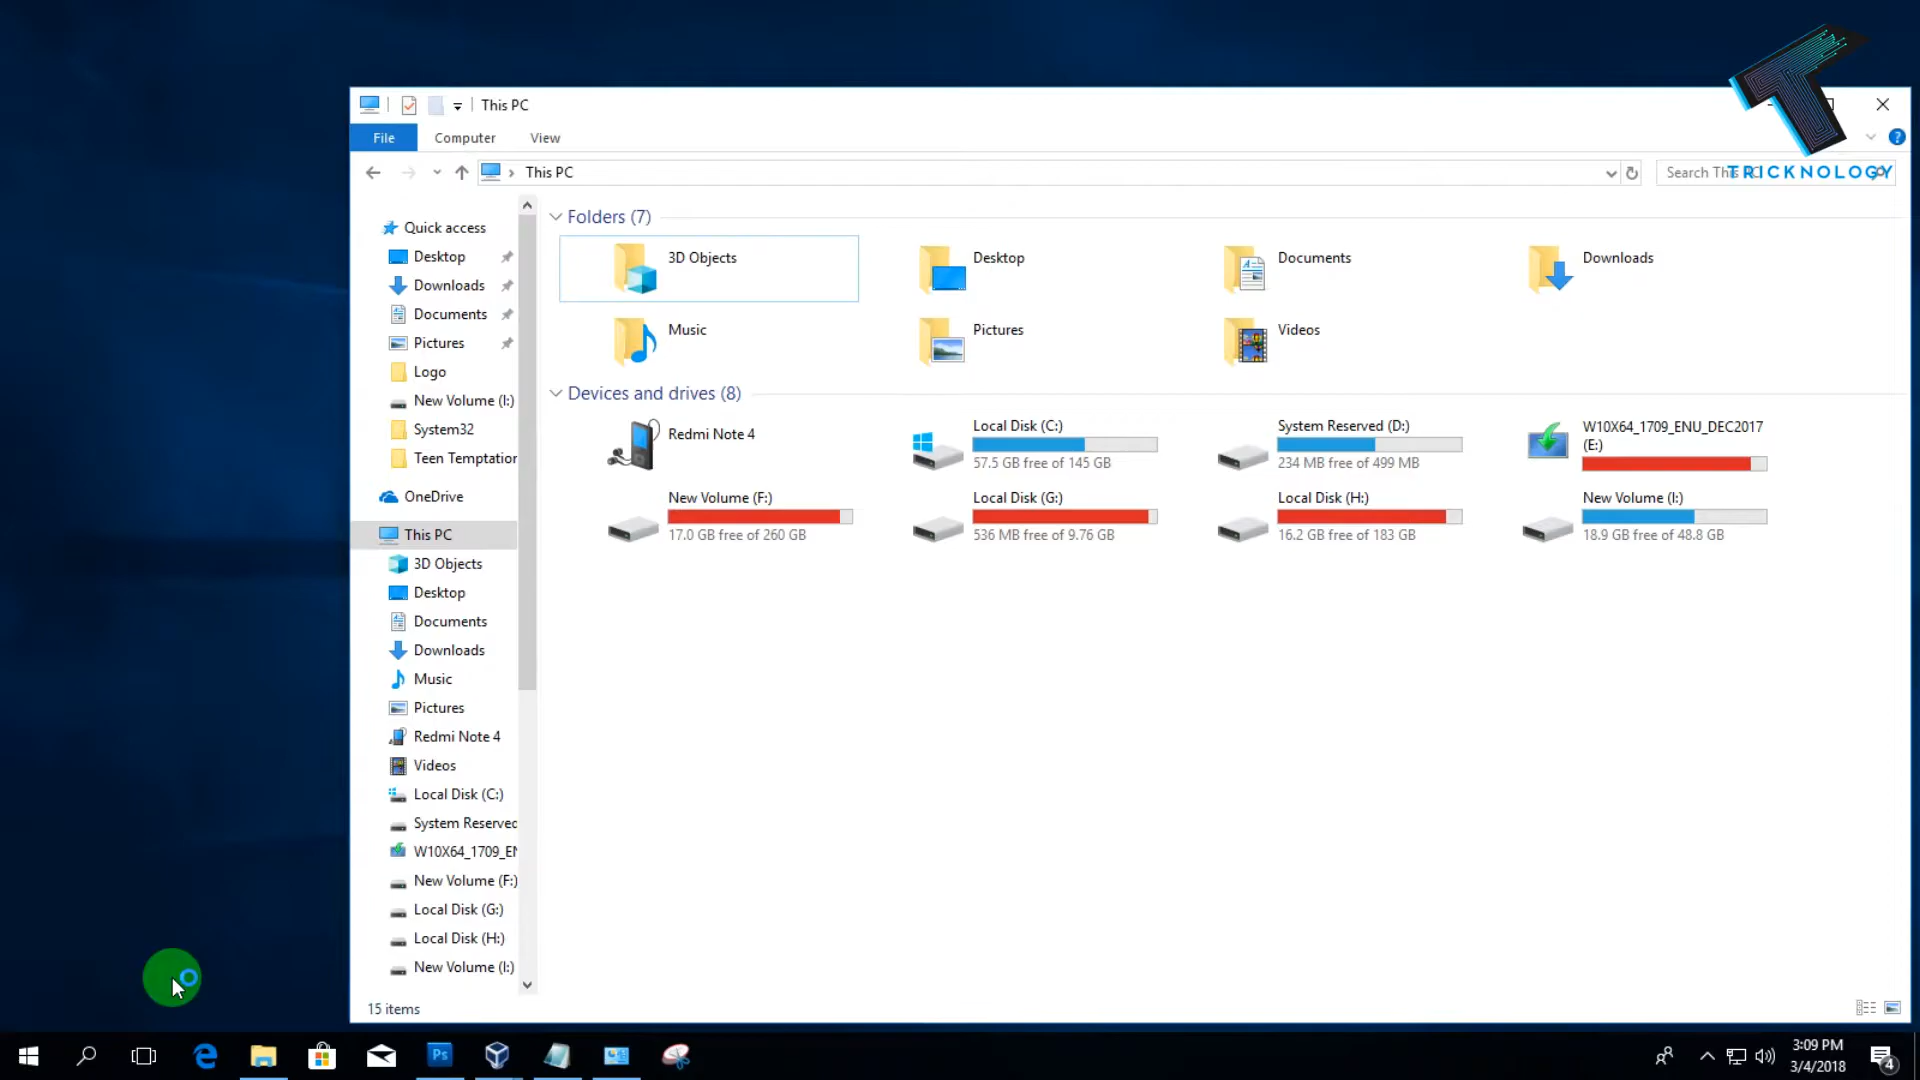 This PC
File
Computer
View
This PC
Search Th
TRICKNOLOGY
Quick access
Desktop
Downloads
Documents
Pictures
Logo
New Volume (I:)
System32
Teen Temptation
OneDrive
This PC
3D Objects
Desktop
Documents
Downloads
Music
Pictures
Redmi Note 4
Videos
Local Disk (C:)
System Reserved
W10X64_1709_EN
New Volume (F:)
Local Disk (G:)
Local Disk (H:)
New Volume (I:)
Folders (7)
3D Objects
Desktop
Documents
Downloads
Music
Pictures
Videos
Devices and drives (8)
Redmi Note 4
Local Disk (C:)
57.5 GB free of 145 GB
System Reserved (D:)
234 MB free of 499 MB
W10X64_1709_ENU_DEC2017
(E:)
New Volume (F:)
17.0 GB free of 260 GB
Local Disk (G:)
536 MB free of 9.76 GB
Local Disk (H:)
16.2 GB free of 183 GB
New Volume (I:)
18.9 GB free of 48.8 GB
15 items
Ps
3:09 PM
3/4/2018
4